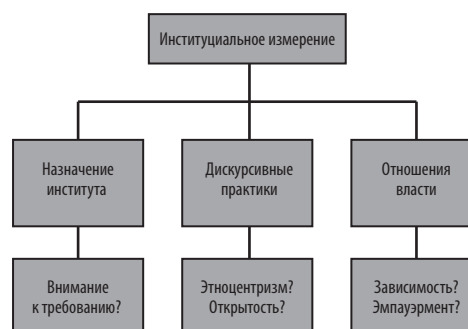 Институциальное измерение
Назначение
института
Дискурсивные
практики
Отношения
власти
Внимание
к требованию?
Этноцентризм?
Открытость?
Зависимость?
Эмпауэрмент?